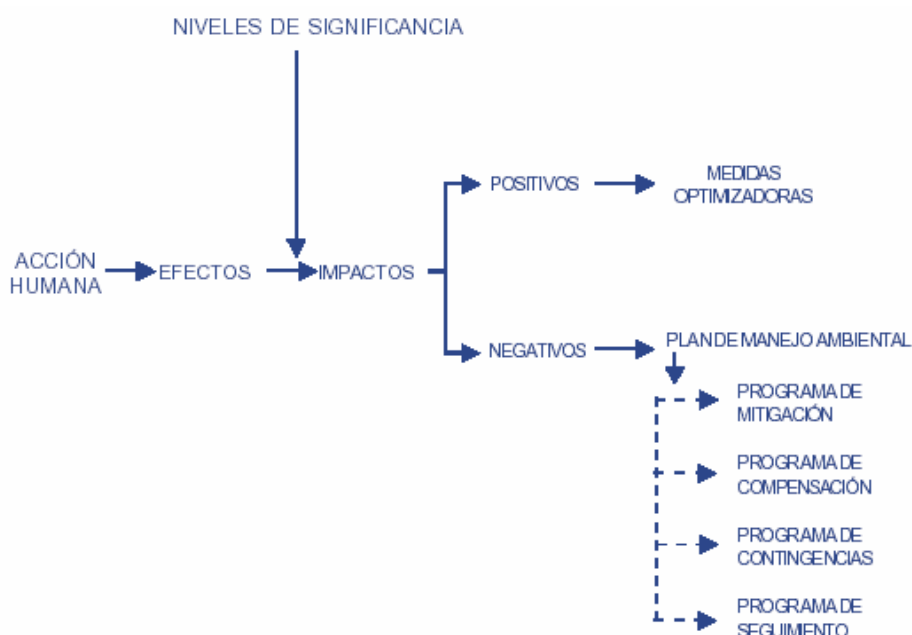 NIVELES DE SIGNIFICANCIA
POSITIVOS
MEDIDAS
OPTIMIZADORAS
ACCIÓN
HUMANA
EFECTOS
IMPACTOS
NEGATIVOS
PLAN DE MANEJO AMBIENTAL
PROGRAMA DE
MITIGACIÓN
PROGRAMA DE
COMPENSACIÓN
PROGRAMA DE
CONTINGENCIAS
PROGRAMA DE
SEGUIMIENTO